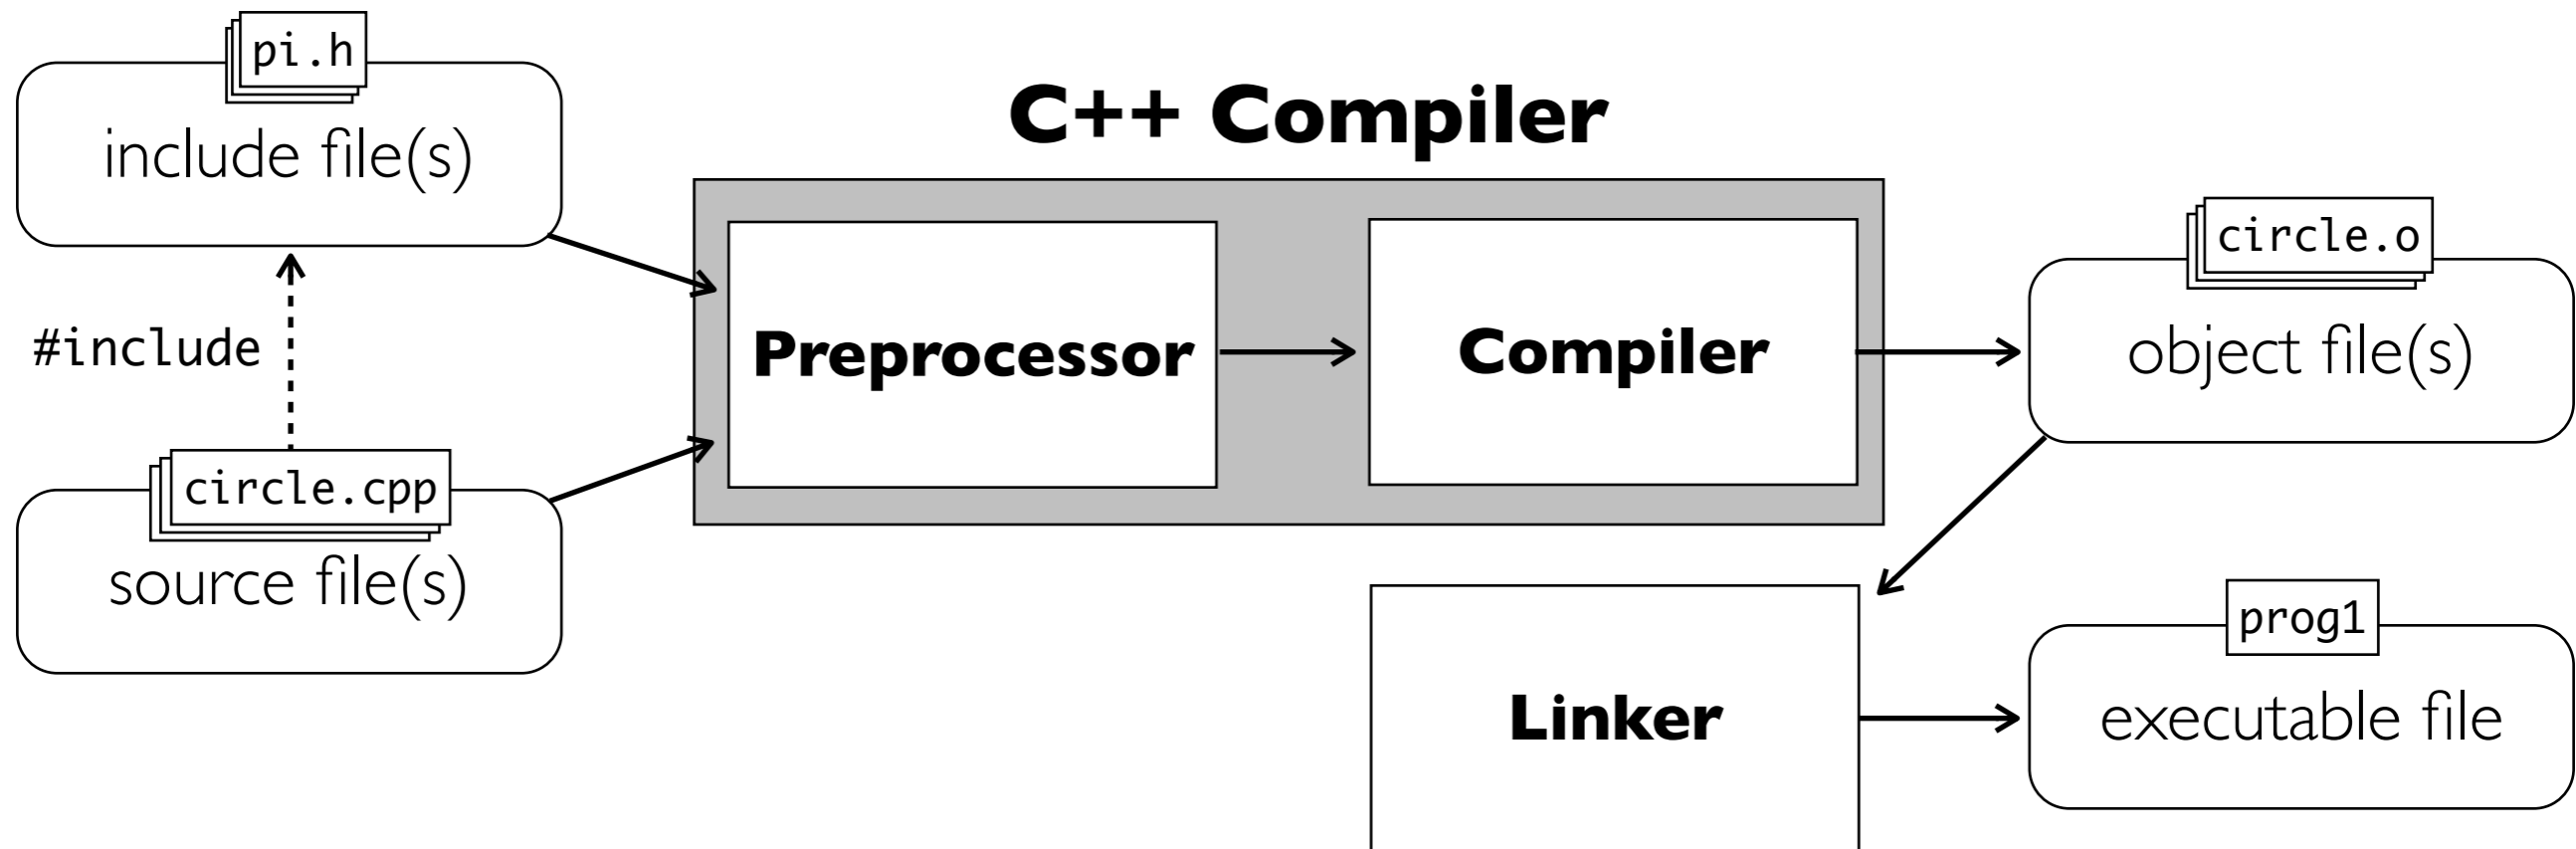 pi.h
include file(s)
#include
circle.cpp
source file(s)
C++ Compiler
Preprocessor
Compiler
circle.o
object file(s)
Linker
prog1
executable file